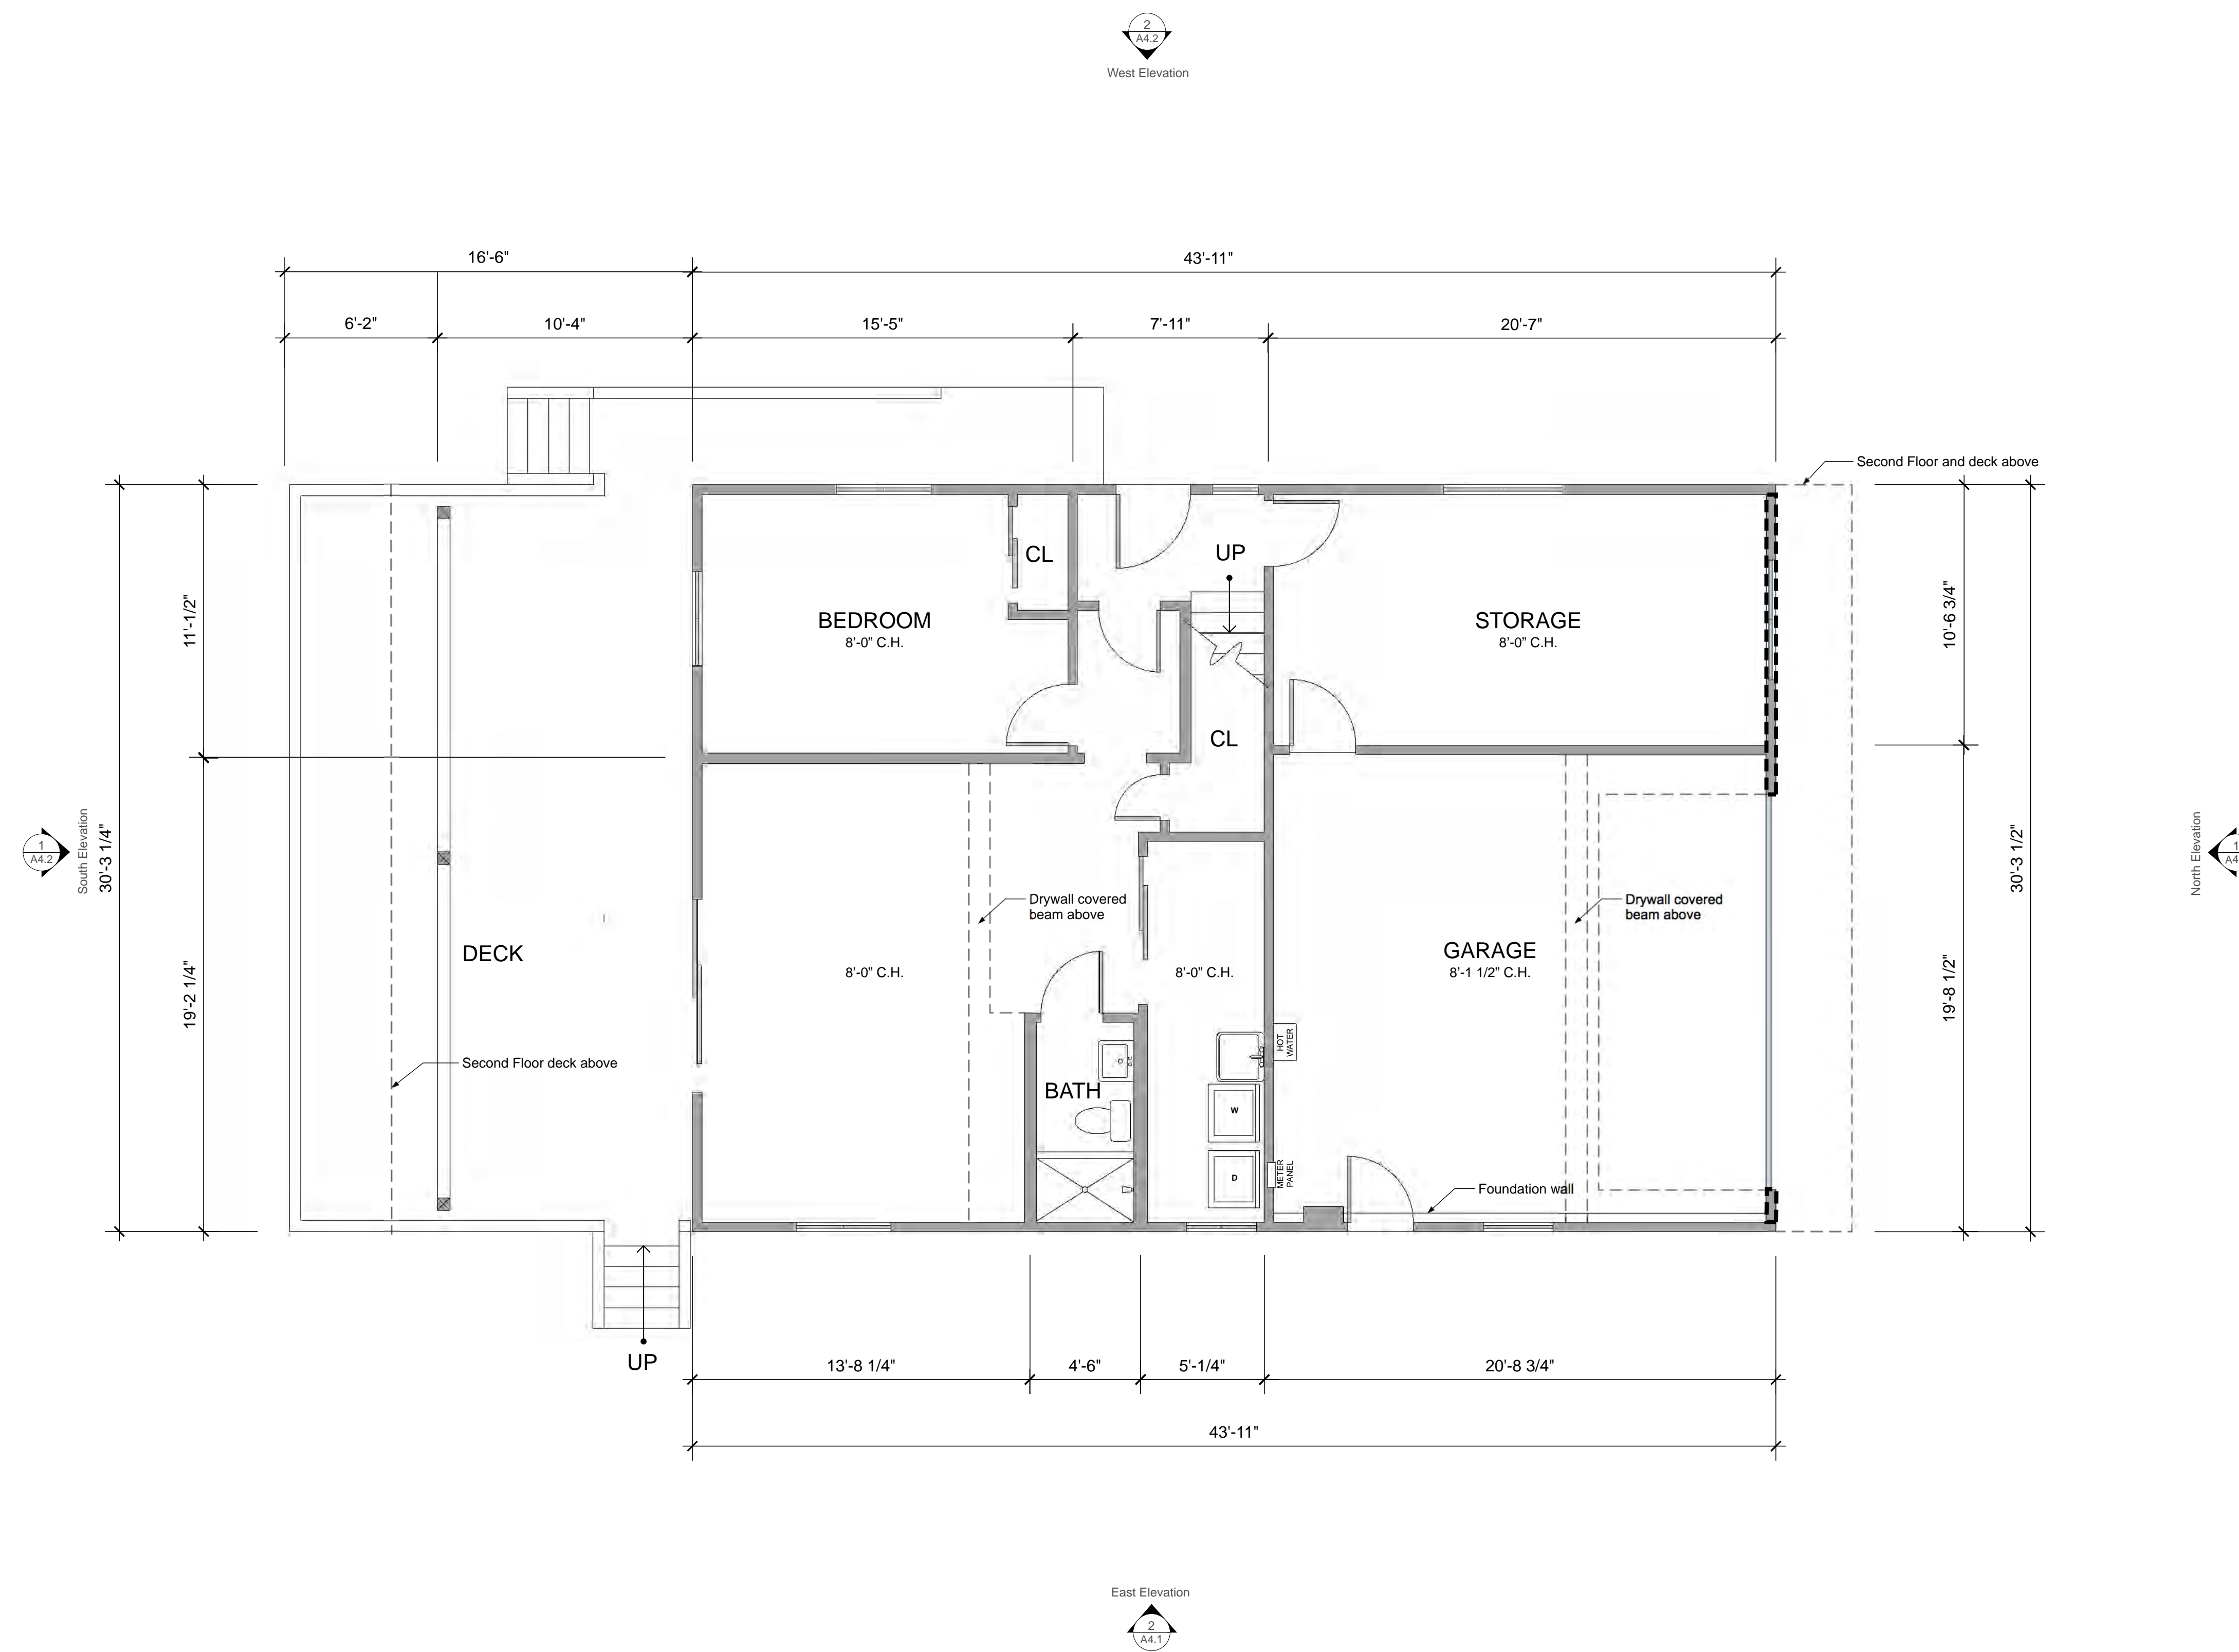 2
A4.2
West Elevation
16'-6"
43'-11"
6'-2"
10'-4"
15'-5"
7'-11"
20'-7"
Second Floor and deck above
CL
UP
BEDROOM
8'-0” C.H.
STORAGE
8'-0” C.H.
11'-1/2"
10'-6 3/4"
CL
1
A4.2
South Elevation
30'-3 1/4"
30'-3 1/2"
North Elevation
1
Drywall covered
beam above
Drywall covered
beam above
DECK
GARAGE
8'-1 1/2” C.H.
8'-0” C.H.
8'-0” C.H.
19'-2 1/4"
19'-8 1/2"
HOT
WATER
Second Floor deck above
BATH
W
D
METER
PANEL
Foundation wall
UP
13'-8 1/4"
4'-6"
5'-1/4"
20'-8 3/4"
43'-11"
East Elevation
2
A4.1